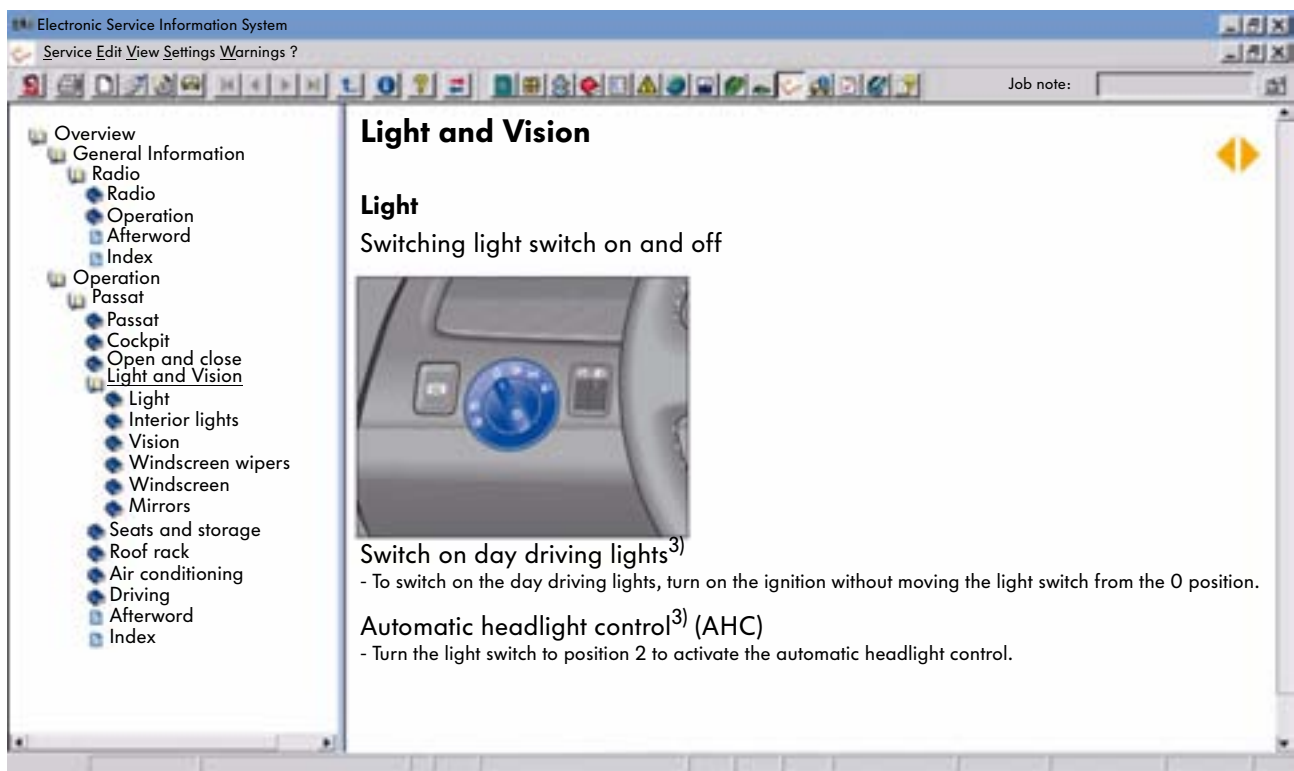 Electronic Service Information System
Service Edit View Settings Warnings ?
Job note:
Overview
General Information
Radio
Radio
Operation
Afterword
Index
Operation
Passat
Passat
Cockpit
Open and close
Light and Vision
Light
Interior lights
Vision
Windscreen wipers
Windscreen
Mirrors
Seats and storage
Roof rack
Air conditioning
Driving
Afterword
Index
Light and Vision
Light
Switching light switch on and off
Switch on day driving lights3)
- To switch on the day driving lights, turn on the ignition without moving the light switch from the 0 position.
Automatic headlight control3) (AHC)
- Turn the light switch to position 2 to activate the automatic headlight control.